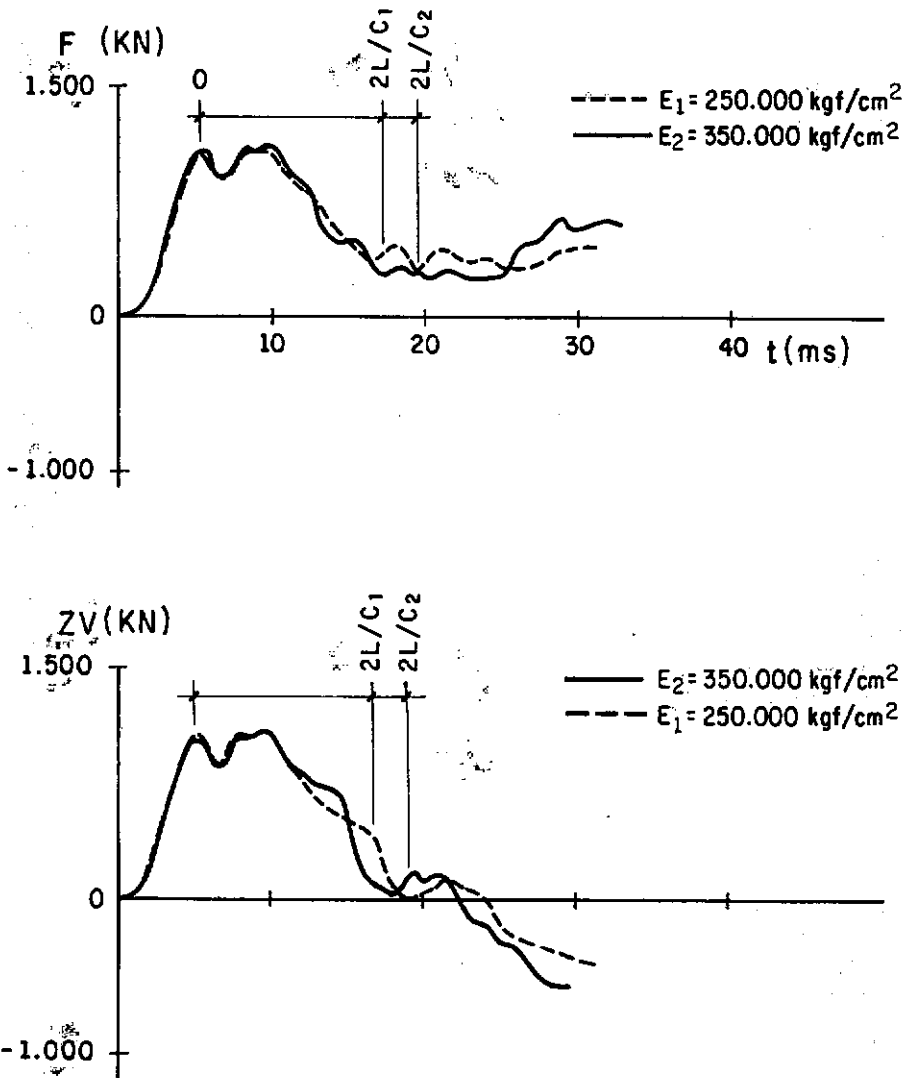 F (KN)
2L/C1
2L/C2
1.500
0
E1 = 250.000 kgf/cm2
E2 = 350.000 kgf/cm2
0
10
20
30
40
t(ms)
-1.000
ZV(KN)
2L/C1
2L/C2
1.500
E2 = 350.000 kgf/cm2
E1 = 250.000 kgf/cm2
0
-1.000